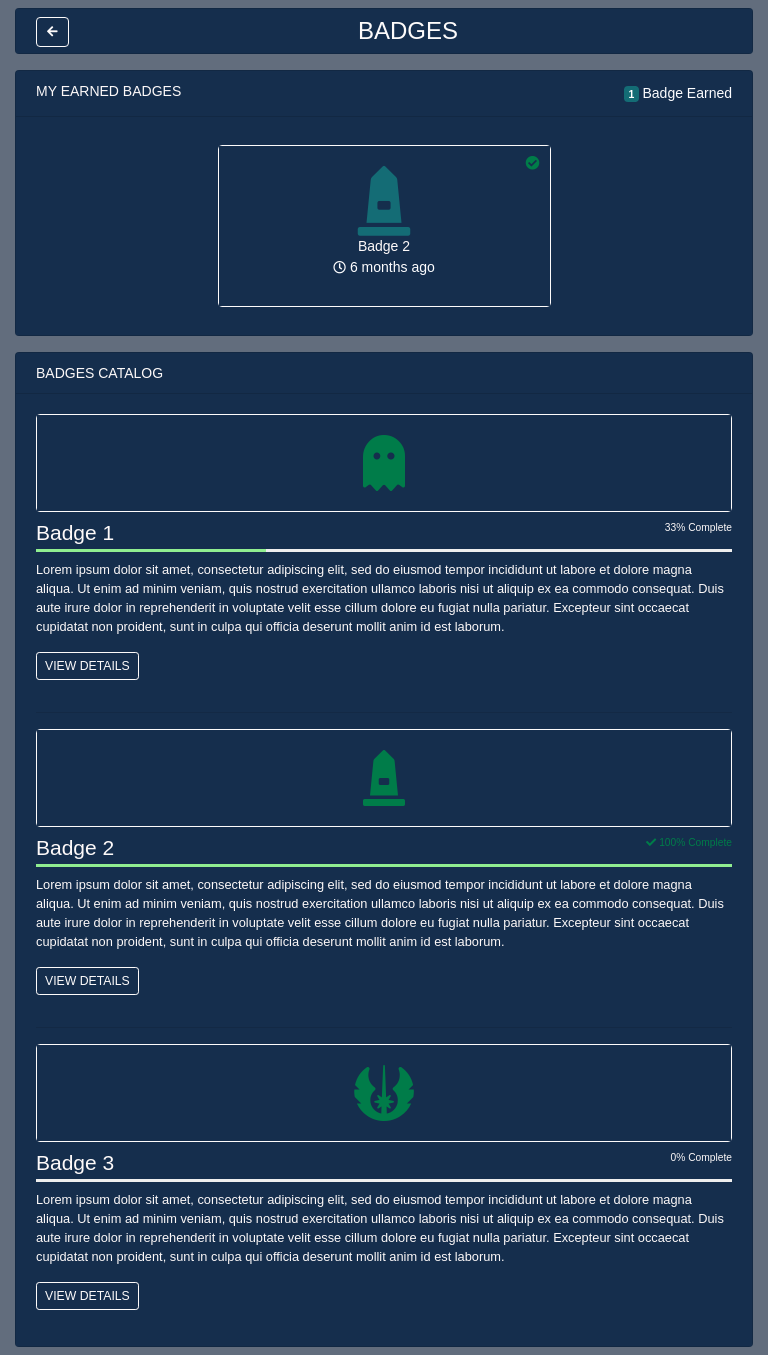 BADGES
MY EARNED BADGES
1 Badge Earned
Badge 2
6 months ago
BADGES CATALOG
Badge 1
33% Complete
Lorem ipsum dolor sit amet, consectetur adipiscing elit, sed do eiusmod tempor incididunt ut labore et dolore magna
aliqua. Ut enim ad minim veniam, quis nostrud exercitation ullamco laboris nisi ut aliquip ex ea commodo consequat. Duis
aute irure dolor in reprehenderit in voluptate velit esse cillum dolore eu fugiat nulla pariatur. Excepteur sint occaecat
cupidatat non proident, sunt in culpa qui officia deserunt mollit anim id est laborum.
VIEW DETAILS
Badge 2
100% Complete
Lorem ipsum dolor sit amet, consectetur adipiscing elit, sed do eiusmod tempor incididunt ut labore et dolore magna
aliqua. Ut enim ad minim veniam, quis nostrud exercitation ullamco laboris nisi ut aliquip ex ea commodo consequat. Duis
aute irure dolor in reprehenderit in voluptate velit esse cillum dolore eu fugiat nulla pariatur. Excepteur sint occaecat
cupidatat non proident, sunt in culpa qui officia deserunt mollit anim id est laborum.
VIEW DETAILS
Badge 3
0% Complete
Lorem ipsum dolor sit amet, consectetur adipiscing elit, sed do eiusmod tempor incididunt ut labore et dolore magna
aliqua. Ut enim ad minim veniam, quis nostrud exercitation ullamco laboris nisi ut aliquip ex ea commodo consequat. Duis
aute irure dolor in reprehenderit in voluptate velit esse cillum dolore eu fugiat nulla pariatur. Excepteur sint occaecat
cupidatat non proident, sunt in culpa qui officia deserunt mollit anim id est laborum.
VIEW DETAILS